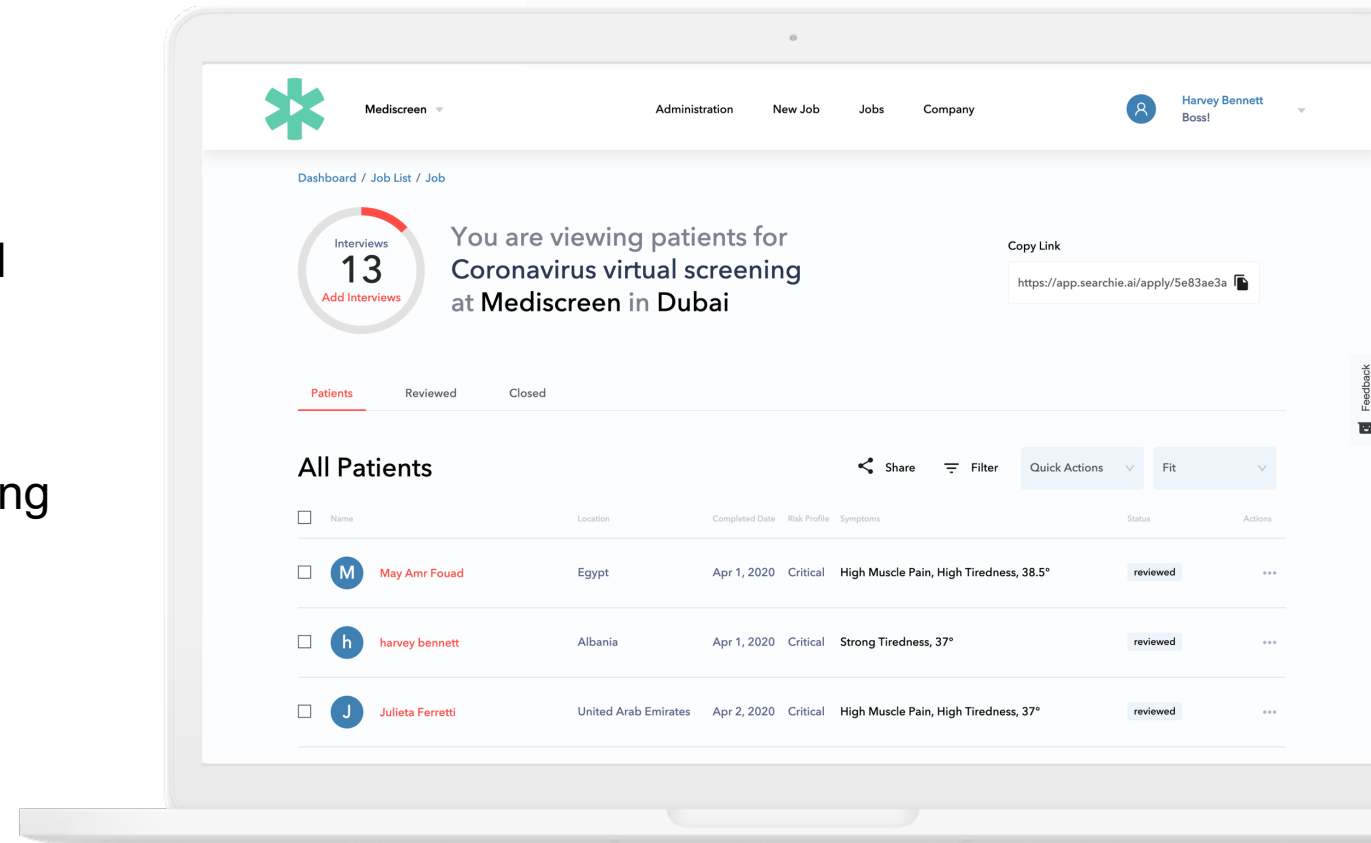 Mediscreen
Administration New Job Jobs Company
Harvey Bennett
Boss!
Dashboard / Job List / Job
Interviews
13
Add Interviews
You are viewing patients for
Coronavirus virtual screening
at Mediscreen in Dubai
Copy Link
https://app.searchie.ai/apply/5e83ae3a
Feedback
ng
Patients Reviewed Closed
All Patients
Share Filter Quick Actions Fit
Name Location Completed Date Risk Profile Symptoms Status Actions
M May Amr Fouad Egypt Apr 1, 2020 Critical High Muscle Pain, High Tiredness, 38.5° reviewed
h harvey bennett Albania Apr 1, 2020 Critical Strong Tiredness, 37° reviewed
J Julieta Ferretti United Arab Emirates Apr 2, 2020 Critical High Muscle Pain, High Tiredness, 37° reviewed